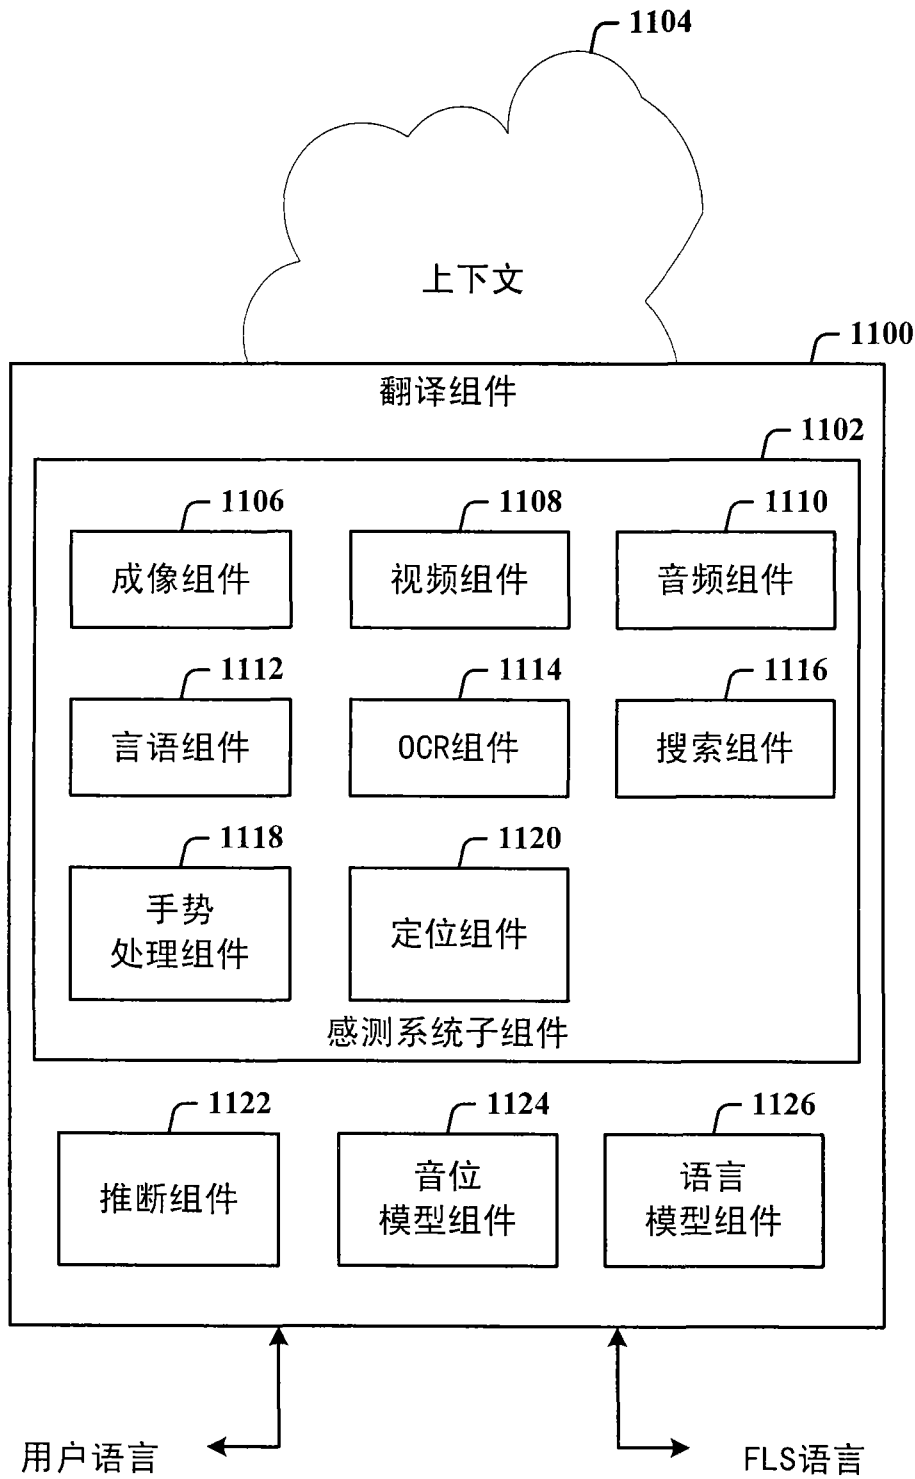 1104
上下文
1100
翻译组件
1102
1106
1108
1110
成像组件
视频组件
音频组件
1112
1114
1116
言语组件
OCR组件
搜索组件
1118
1120
手势
处理组件
定位组件
感测系统子组件
1122
1124
1126
推断组件
音位
模型组件
语言
模型组件
用户语言
FLS语言